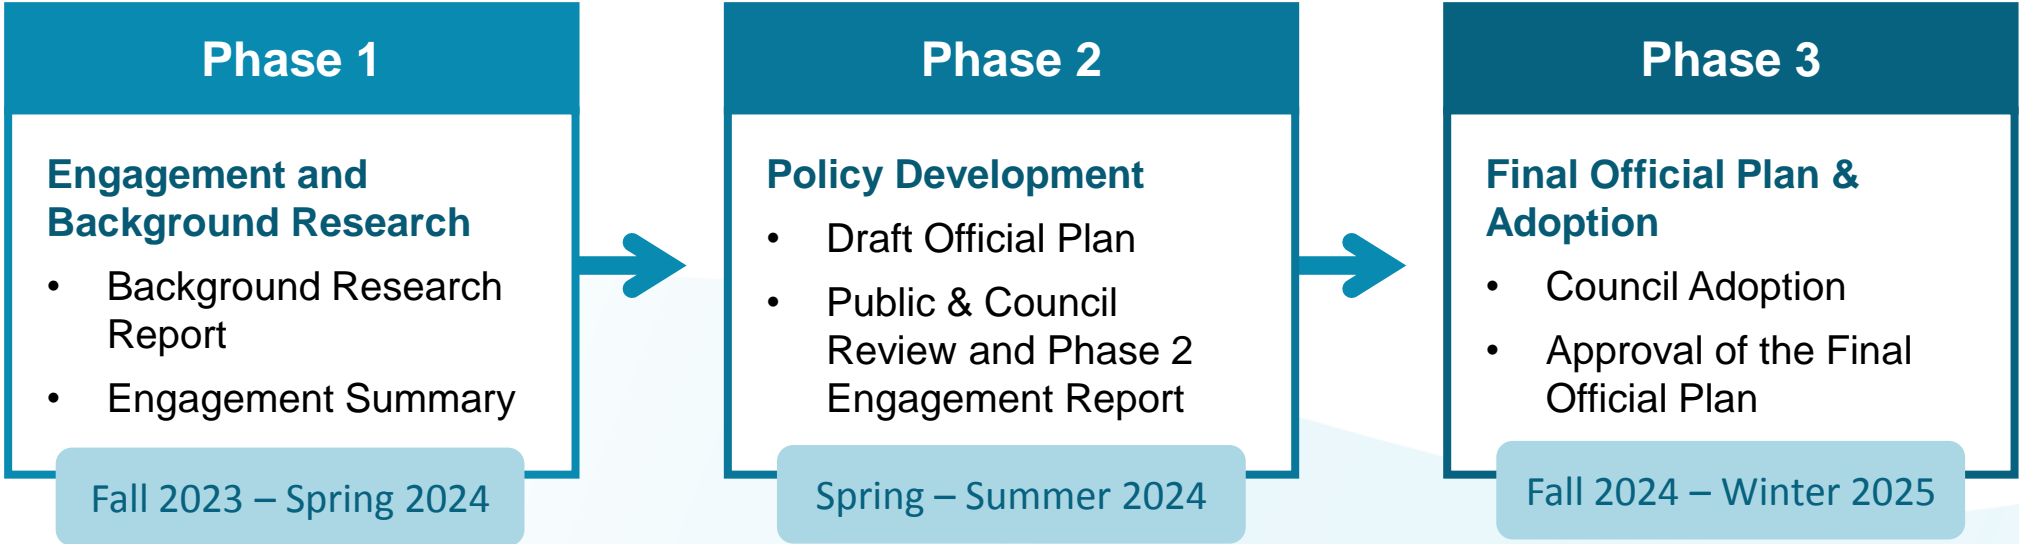 Phase 1
Engagement and
Background Research
• Background Research
Report
• Engagement Summary
Fall 2023 – Spring 2024
Phase 2
Policy Development
• Draft Official Plan
• Public & Council
Review and Phase 2
Engagement Report
Spring – Summer 2024
Phase 3
Final Official Plan &
Adoption
• Council Adoption
• Approval of the Final
Official Plan
Fall 2024 – Winter 2025